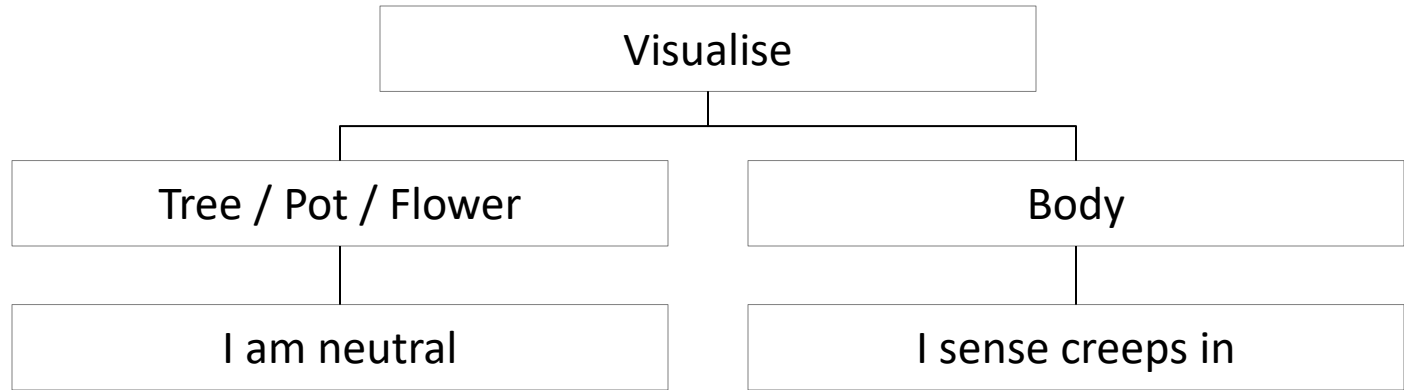 Visualise
Tree / Pot / Flower
Body
I am neutral
I sense creeps in